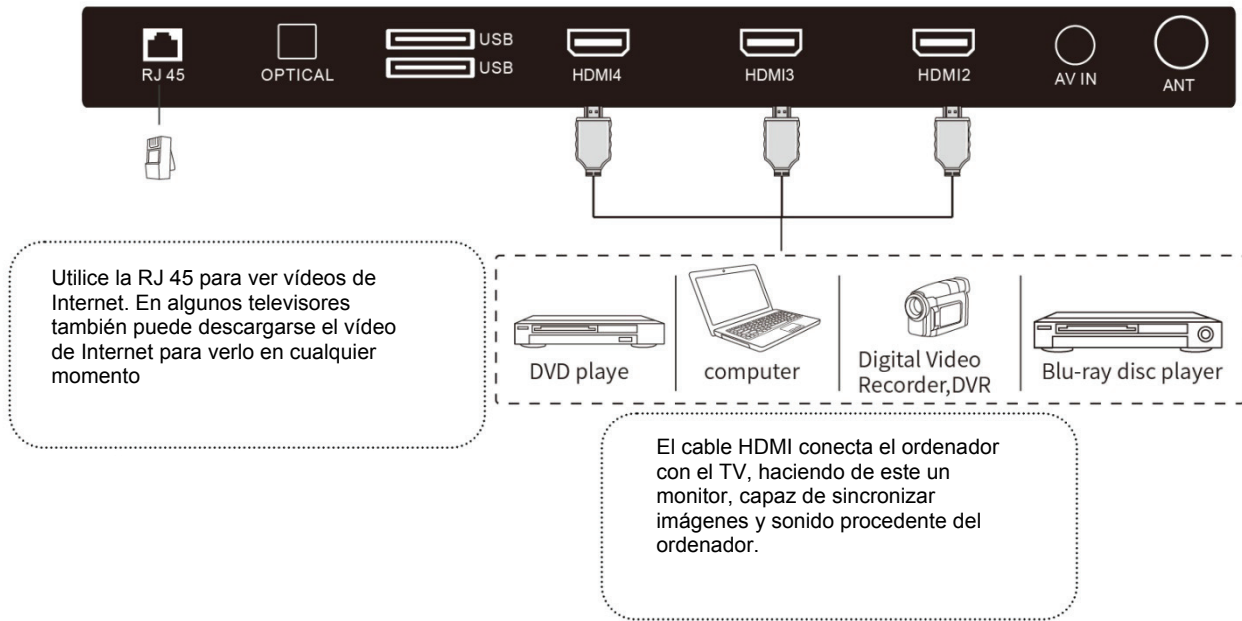 USB
RJ 45
OPTICAL
USB
HDMI4
HDMI3
HDMI2
AV IN
ANT
Utilice la RJ 45 para ver vídeos de
Internet. En algunos televisores
también puede descargarse el vídeo
de Internet para verlo en cualquier
momento
DVD playe
computer
Digital Video
Recorder,DVR
Blu-ray disc player
El cable HDMI conecta el ordenador
con el TV, haciendo de este un
monitor, capaz de sincronizar
imágenes y sonido procedente del
ordenador.